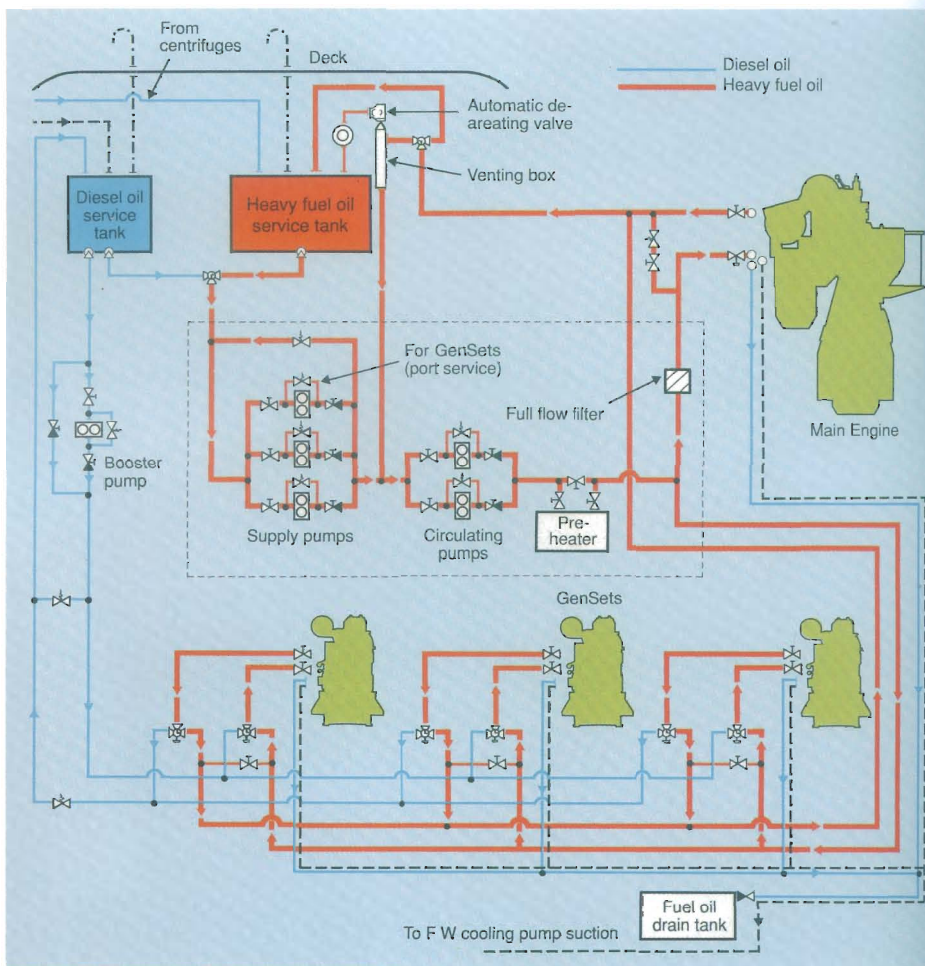 From
centrifuges
Deck
Diesel oil
Heavy fuel oil
Automatic de-
areating valve
Venting box
Diesel oil
service
tank
Heavy fuel oil
service tank
For GenSets
(port service)
Full flow filter
Main Engine
Booster
pump
Supply pumps
Circulating
pumps
Pre-
heater
GenSets
Fuel oil
drain tank
To F W cooling pump suction